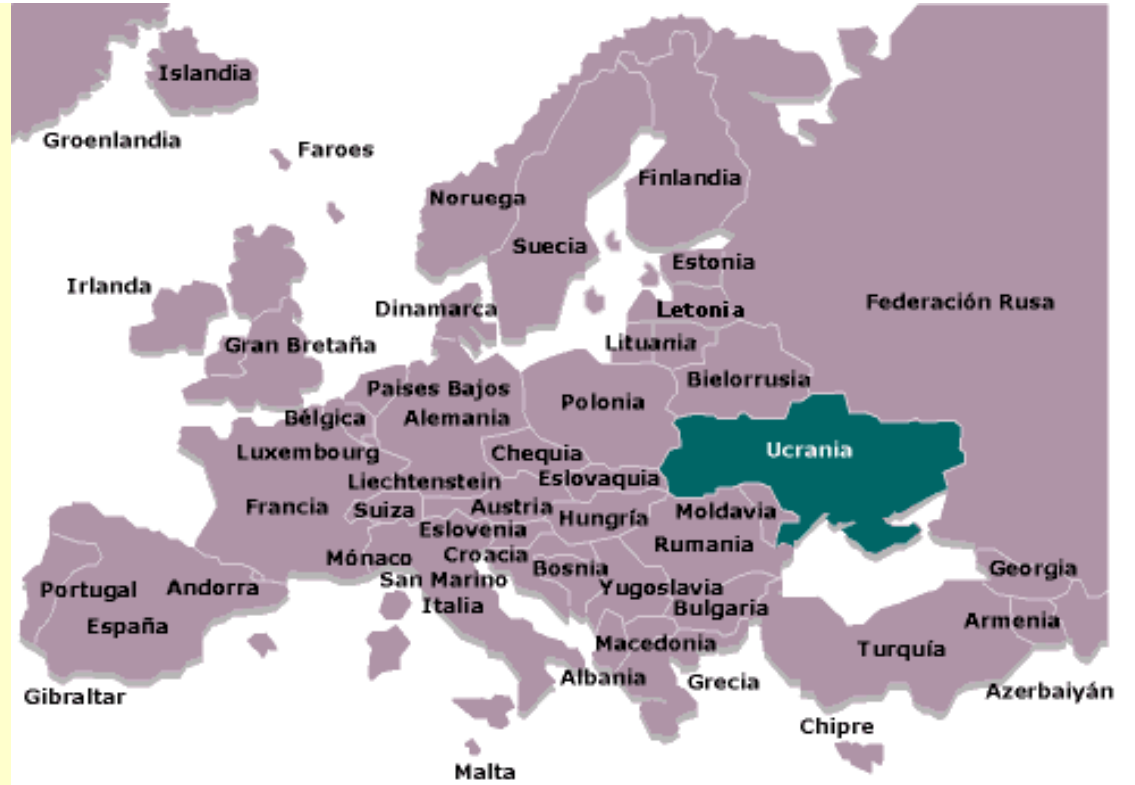 Islandia
Groenlandia
Faroes
Finlandia
Noruega
Suecia
Estonia
Irlanda
Federación Rusa
Dinamarca
Letonia
Gran Bretaña
Lituania
Bielorrusia
Paises Bajos
Polonia
Bélgica
Alemania
Ucrania
Luxembourg
Chequia
Liechtenstein
Eslovaquia
Francia
Suiza
Austria
Hungría
Moldavia
Eslovenia
Rumania
Mónaco
Croacia
Bosnia
Georgia
San Marino
Portugal
Andorra
Yugoslavia
Italia
Bulgaria
España
Armenia
Macedonia
Turquía
Albania
Grecia
Gibraltar
Azerbaiyán
Chipre
Malta